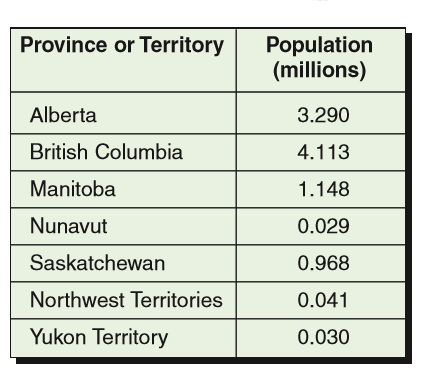 Province or Territory Population
(millions)
Alberta 3.290
British Columbia 4.113
Manitoba 1.148
Nunavut 0.029
Saskatchewan 0.968
Northwest Territories 0.041
Yukon Territory 0.030